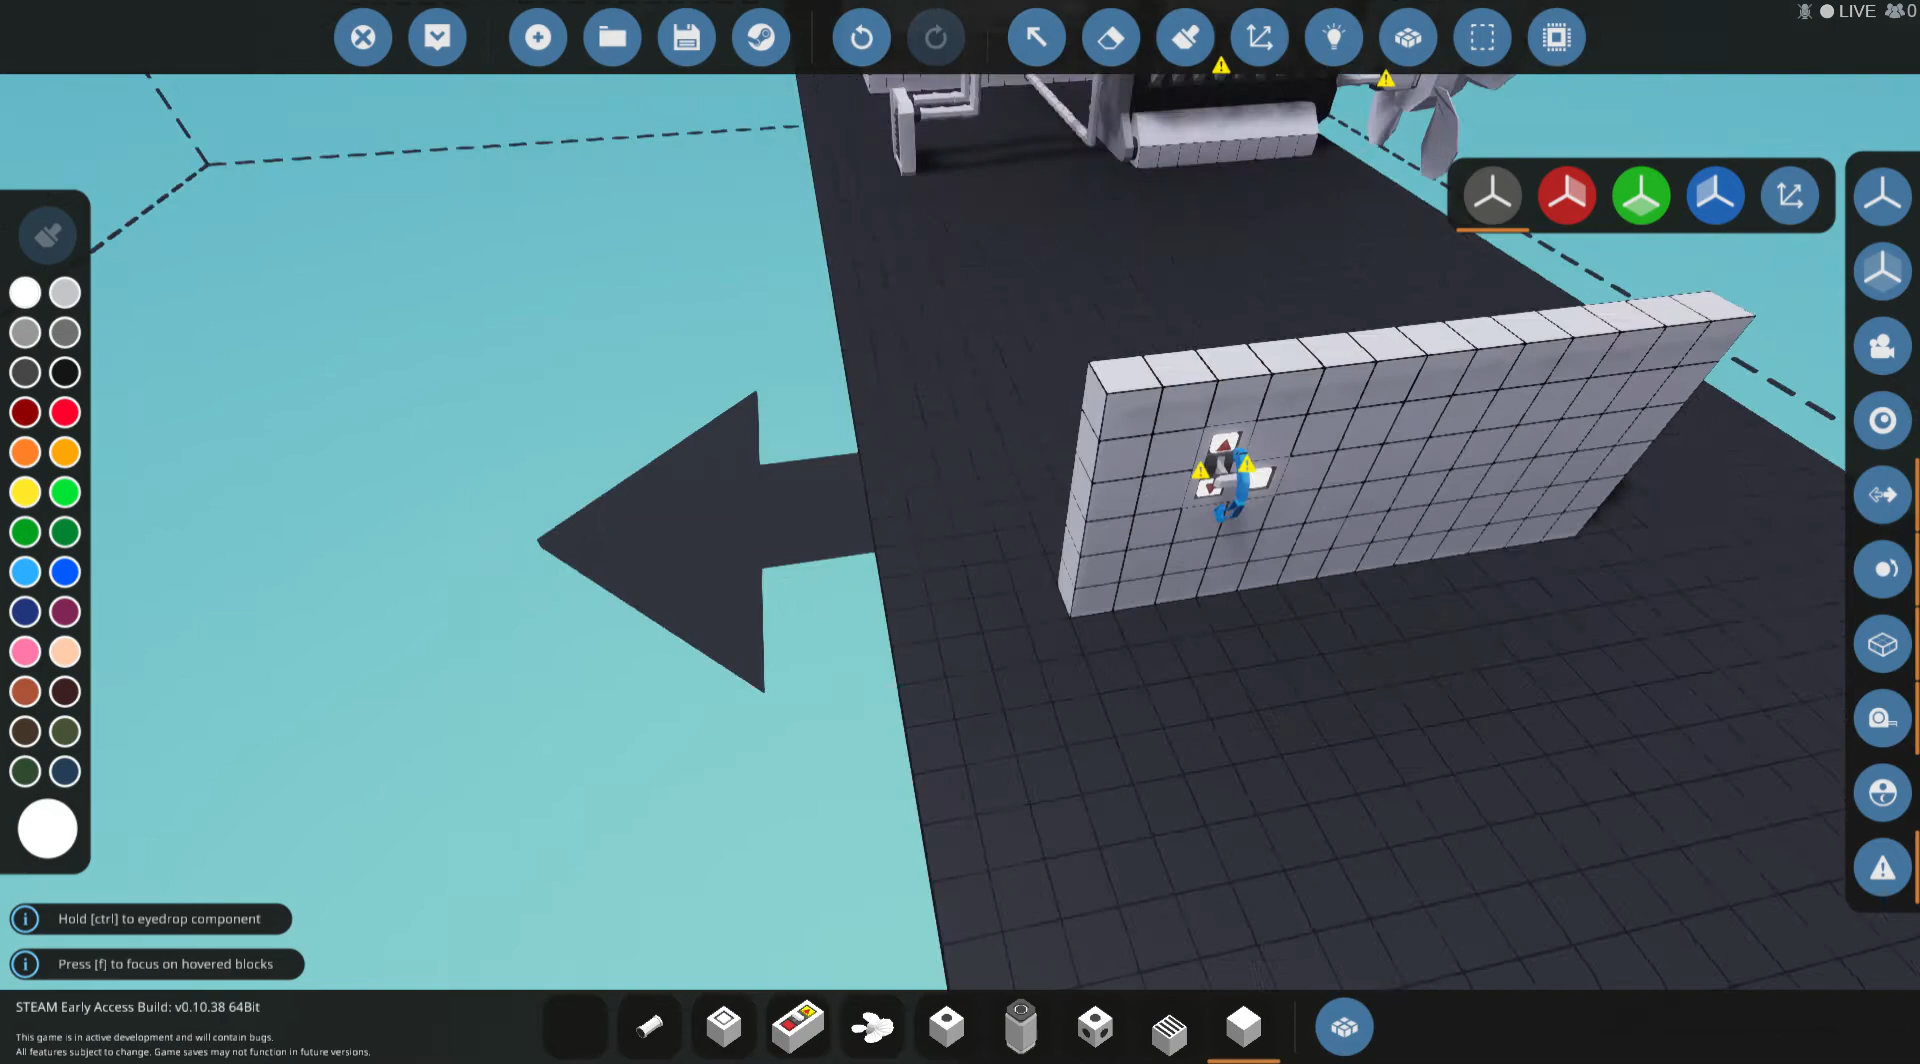 LIVE 0
Hold [ctrl] to eyedrop component
Press [f] to focus on hovered blocks
STEAM Early Access Build: v0.10.38 64Bit
This game is in active development and will contain bugs.
All features subject to change. Game saves may not function in future versions.